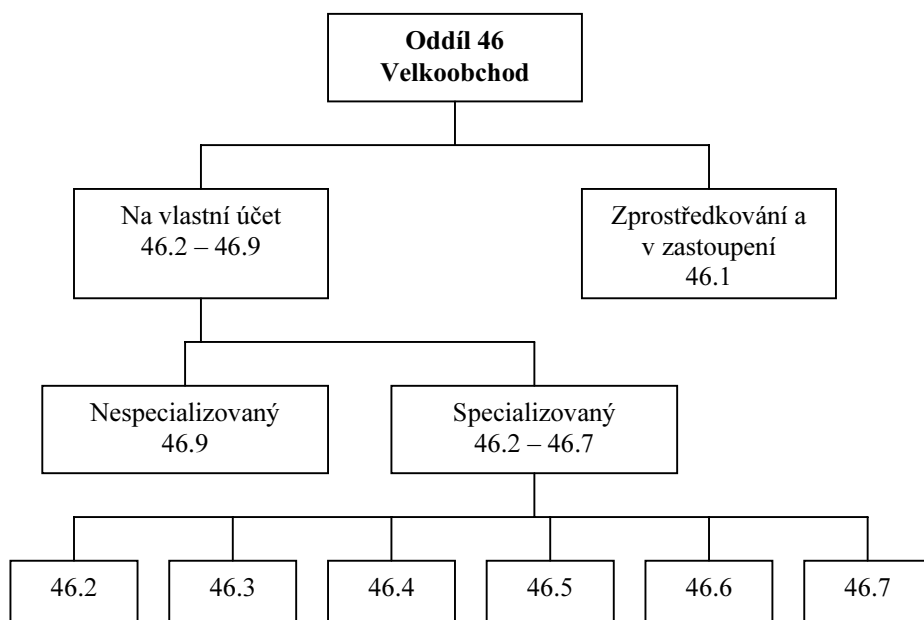 Oddíl 46
Velkoobchod
Na vlastní účet
46.2 – 46.9
Zprostředkování a
v zastoupení
46.1
Nespecializovaný
46.9
Specializovaný
46.2 – 46.7
46.2
46.3
46.4
46.5
46.6
46.7